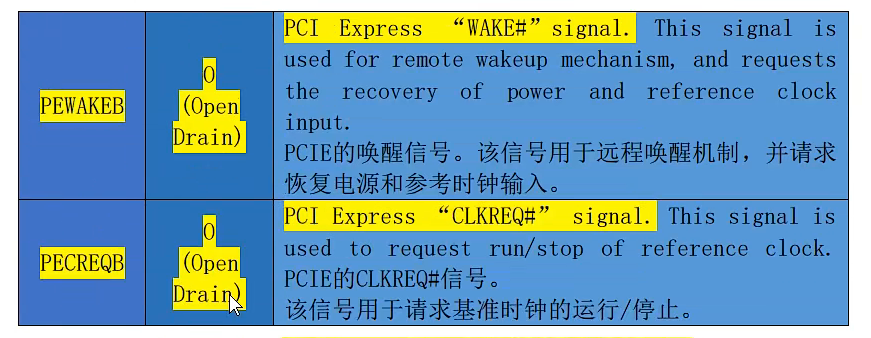 PEWAKEB
O
(Open
Drain)
PCI Express “WAKE#”signal. This signal is
used for remote wakeup mechanism, and requests
the recovery of power and reference clock
input.
PCIE的唤醒信号。该信号用于远程唤醒机制，并请求
恢复电源和参考时钟输入。
PECREQB
O
(Open
Drain)
PCI Express “CLKREQ#” signal. This signal is
used to request run/stop of reference clock.
PCIE的CLKREQ#信号。
该信号用于请求基准时钟的运行/停止。